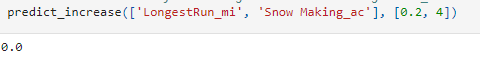 predict_increase(['LongestRun_mi', 'Snow Making_ac'], [0.2, 4])
0.0